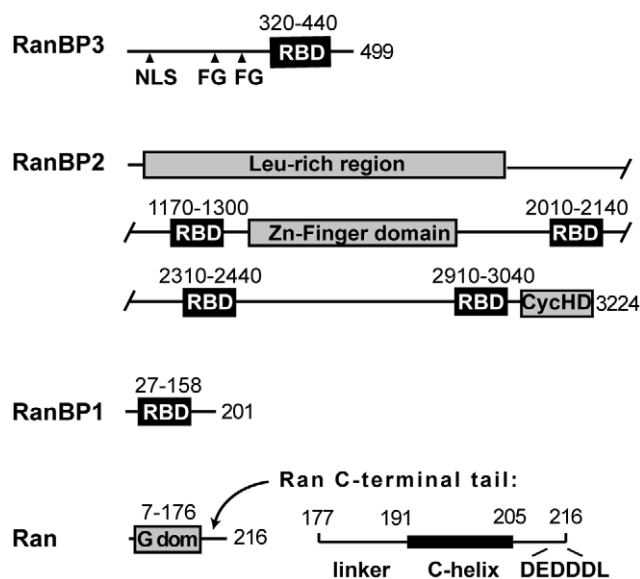 320-440
RanBP3 RBD 499
NLS FG FG
RanBP2 Leu-rich region
1170-1300 2010-2140
RBD Zn-Finger domain RBD
2310-2440 2910-3040
RBD RBD CycHD 3224
27-158
RanBP1 RBD 201
Ran C-terminal tail:
7-176 177 191 205 216
Ran G dom 216
linker C-helix DEDDDL